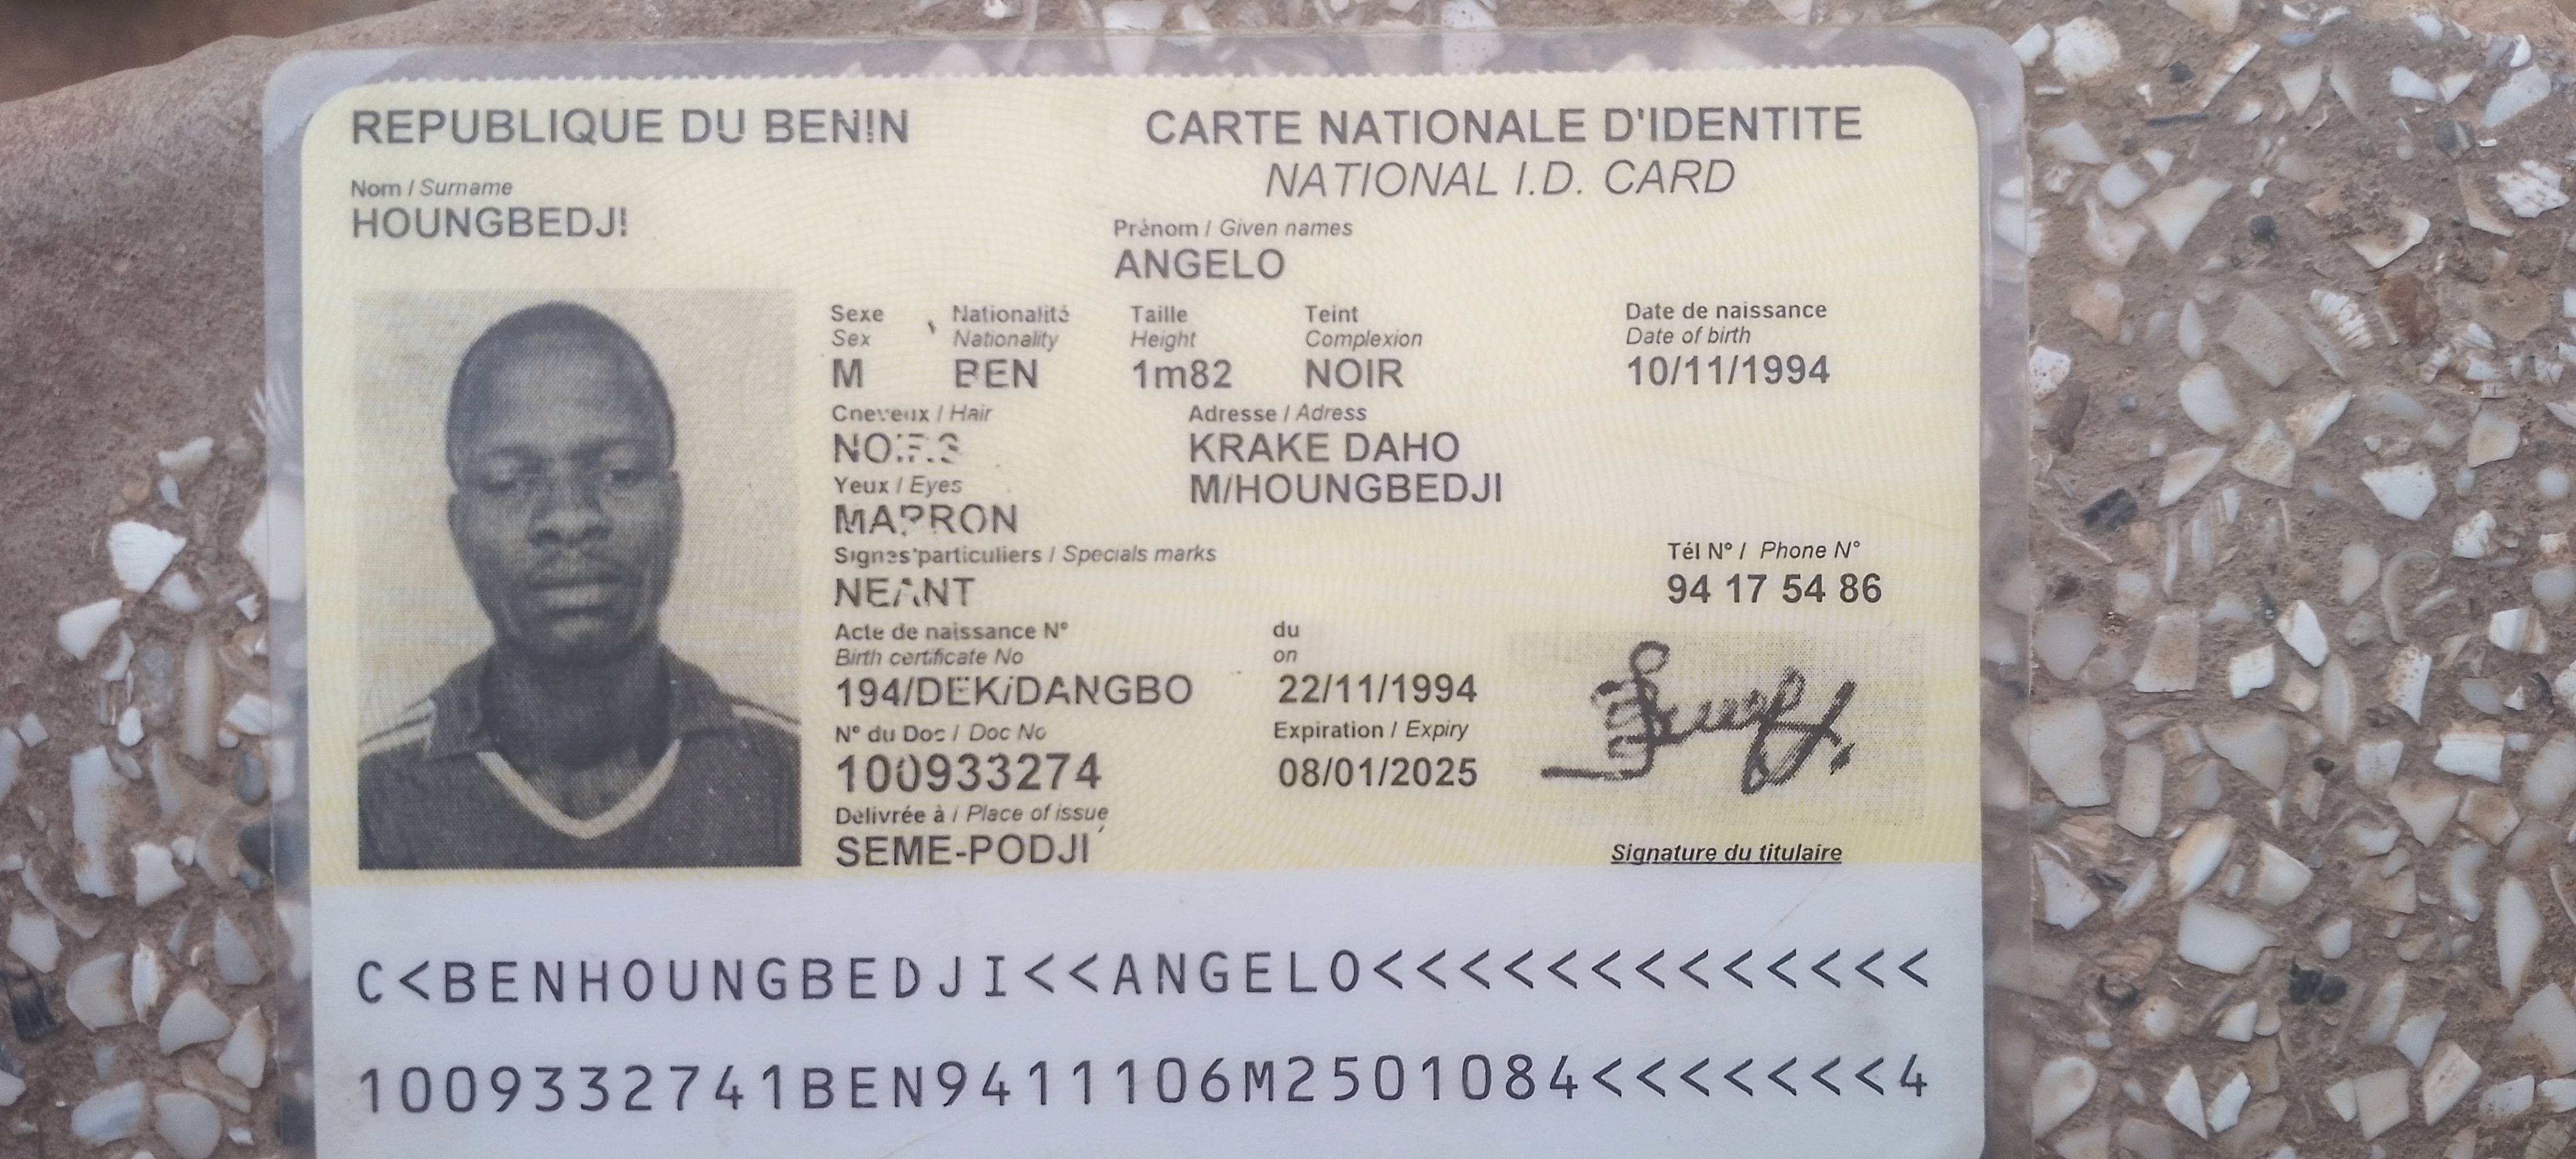 REPUBLIQUE DU BENIN
CARTE NATIONALE D'IDENTITE
NATIONAL I.D. CARD
Nom / Surname
HOUNGBEDJI
Prénom / Given names
ANGELO
Sexe Nationalité Taille Teint Date de naissance
Sex Nationality Height Complexion Date of birth
M BEN 1m82 NOIR 10/11/1994
Cheveux / Hair Adresse / Adress
NOIRS KRAKE DAHO
Yeux / Eyes M/HOUNGBEDJI
MARRON
Signes particuliers / Specials marks Tél N° / Phone N°
NEANT 94 17 54 86
Acte de naissance N° du
Birth certificate No on
194/DEK/DANGBO 22/11/1994
N° du Doc / Doc No Expiration / Expiry
100933274 08/01/2025
Délivrée à / Place of issue
SEME-PODJI
Signature du titulaire
C<BENHOUNGBEDJI<<ANGELO<<<<<<<<<<<<<
1009332741BEN9411106M2501084<<<<<<<4